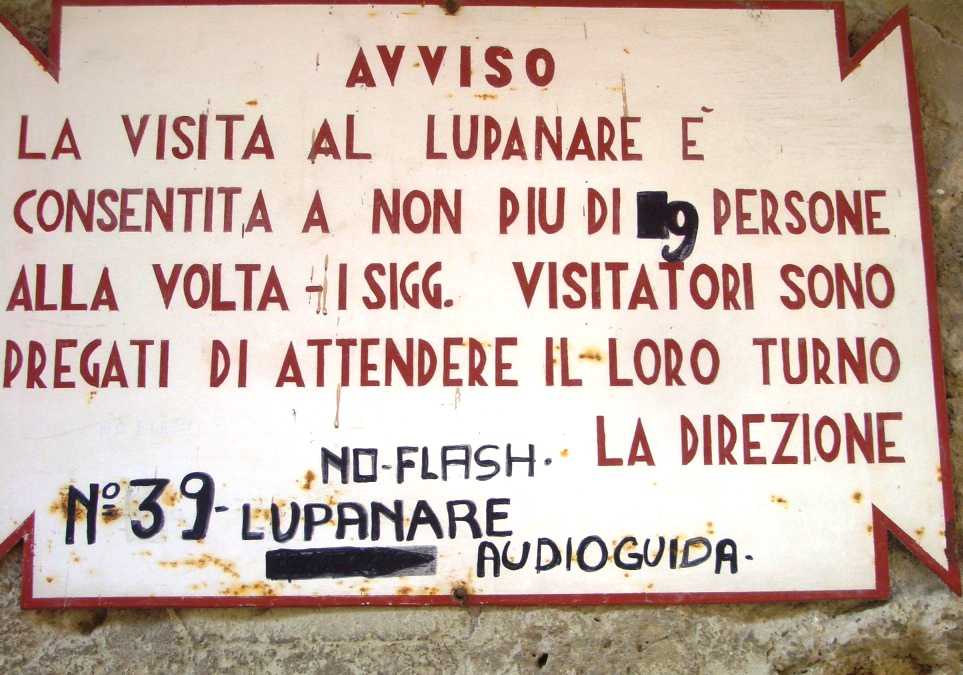 AVVISO
LA VISITA AL LUPANARE È
CONSENTITA A NON PIU DI 9 PERSONE
ALLA VOLTA - I SIGG. VISITATORI SONO
PREGATI DI ATTENDERE IL LORO TURNO
LA DIREZIONE
NO-FLASH.
Nº 39-LUPANARE
AUDIOGUIDA.